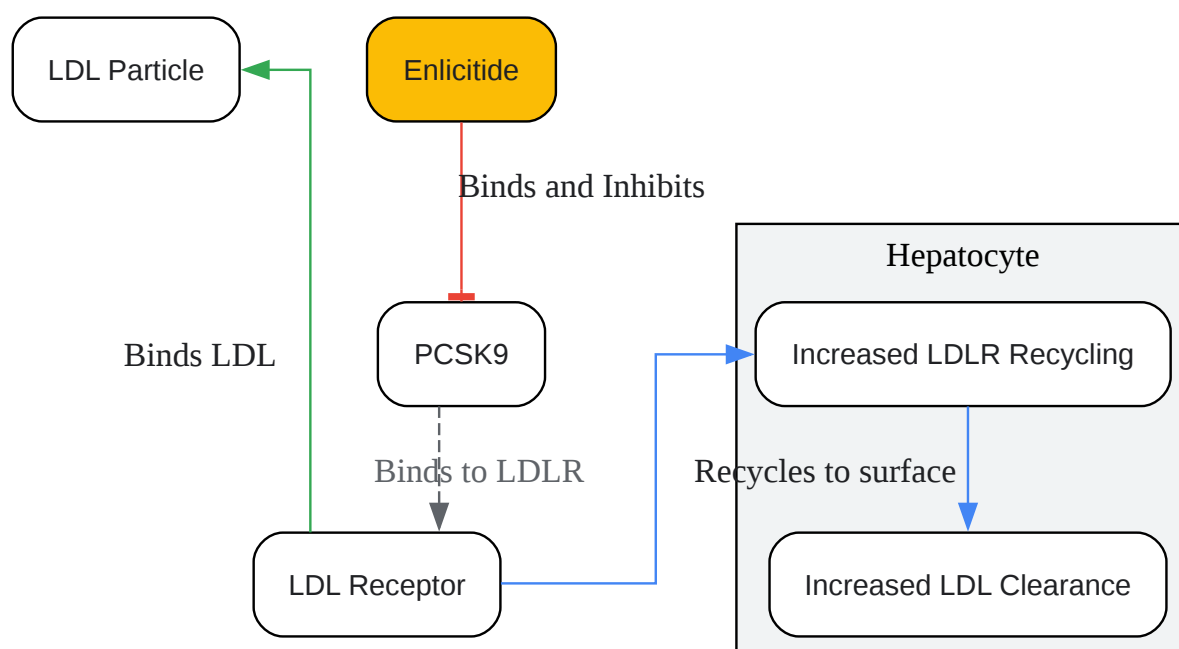 LDL Particle
Enlicitide
Binds and Inhibits
Hepatocyte
Binds LDL
PCSK9
Increased LDLR Recycling
Binds to LDLR
Recycles to surface
LDL Receptor
Increased LDL Clearance